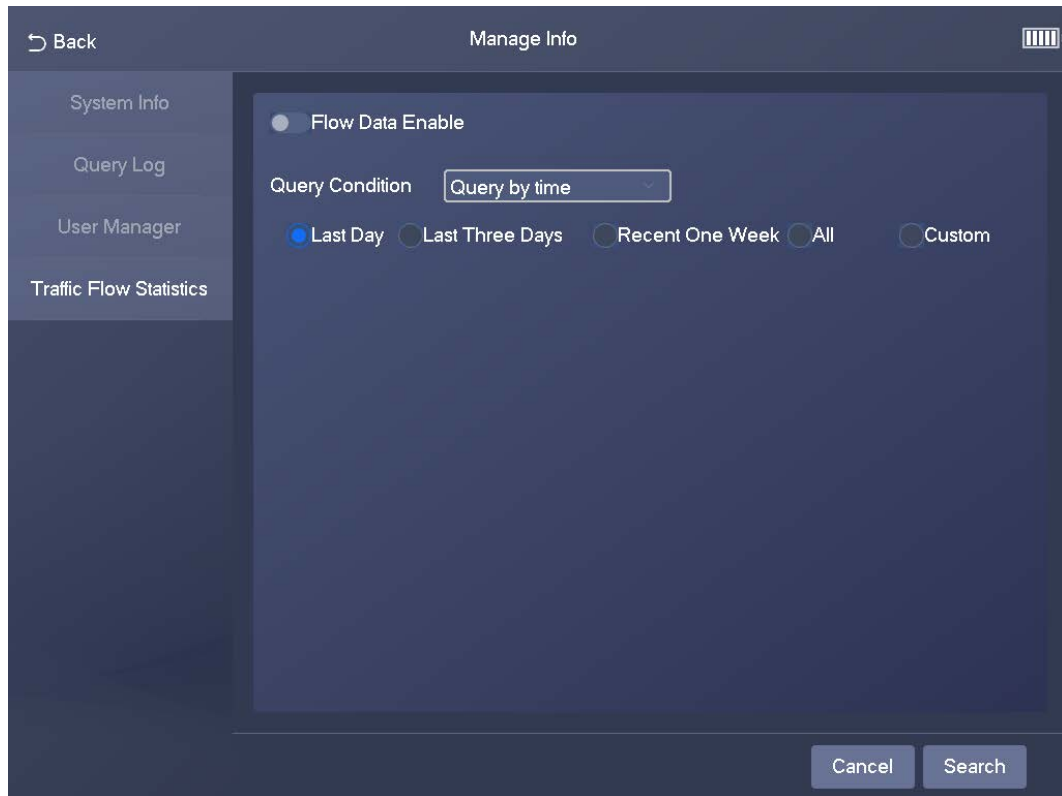 Back
Manage Info
System Info
Query Log
User Manager
Traffic Flow Statistics
Flow Data Enable
Query Condition Query by time
Last Day Last Three Days Recent One Week All Custom
Cancel Search